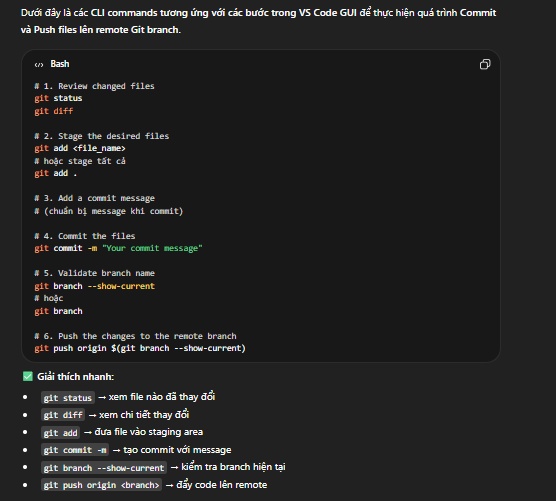 Dưới đây là các CLI commands tương ứng với các bước trong VS Code GUI để thực hiện quá trình Commit
và Push files lên remote Git branch.
</> Bash
# 1. Review changed files
git status
git diff
# 2. Stage the desired files
git add <file_name>
# hoặc stage tất cả
git add .
# 3. Add a commit message
# (chuẩn bị message khi commit)
# 4. Commit the files
git commit -m "Your commit message"
# 5. Validate branch name
git branch --show-current
# hoặc
git branch
# 6. Push the changes to the remote branch
git push origin $(git branch --show-current)
✅ Giải thích nhanh:
• git status → xem file nào đã thay đổi
• git diff → xem chi tiết thay đổi
• git add → đưa file vào staging area
• git commit -m → tạo commit với message
• git branch --show-current → kiểm tra branch hiện tại
• git push origin <branch> → đẩy code lên remote